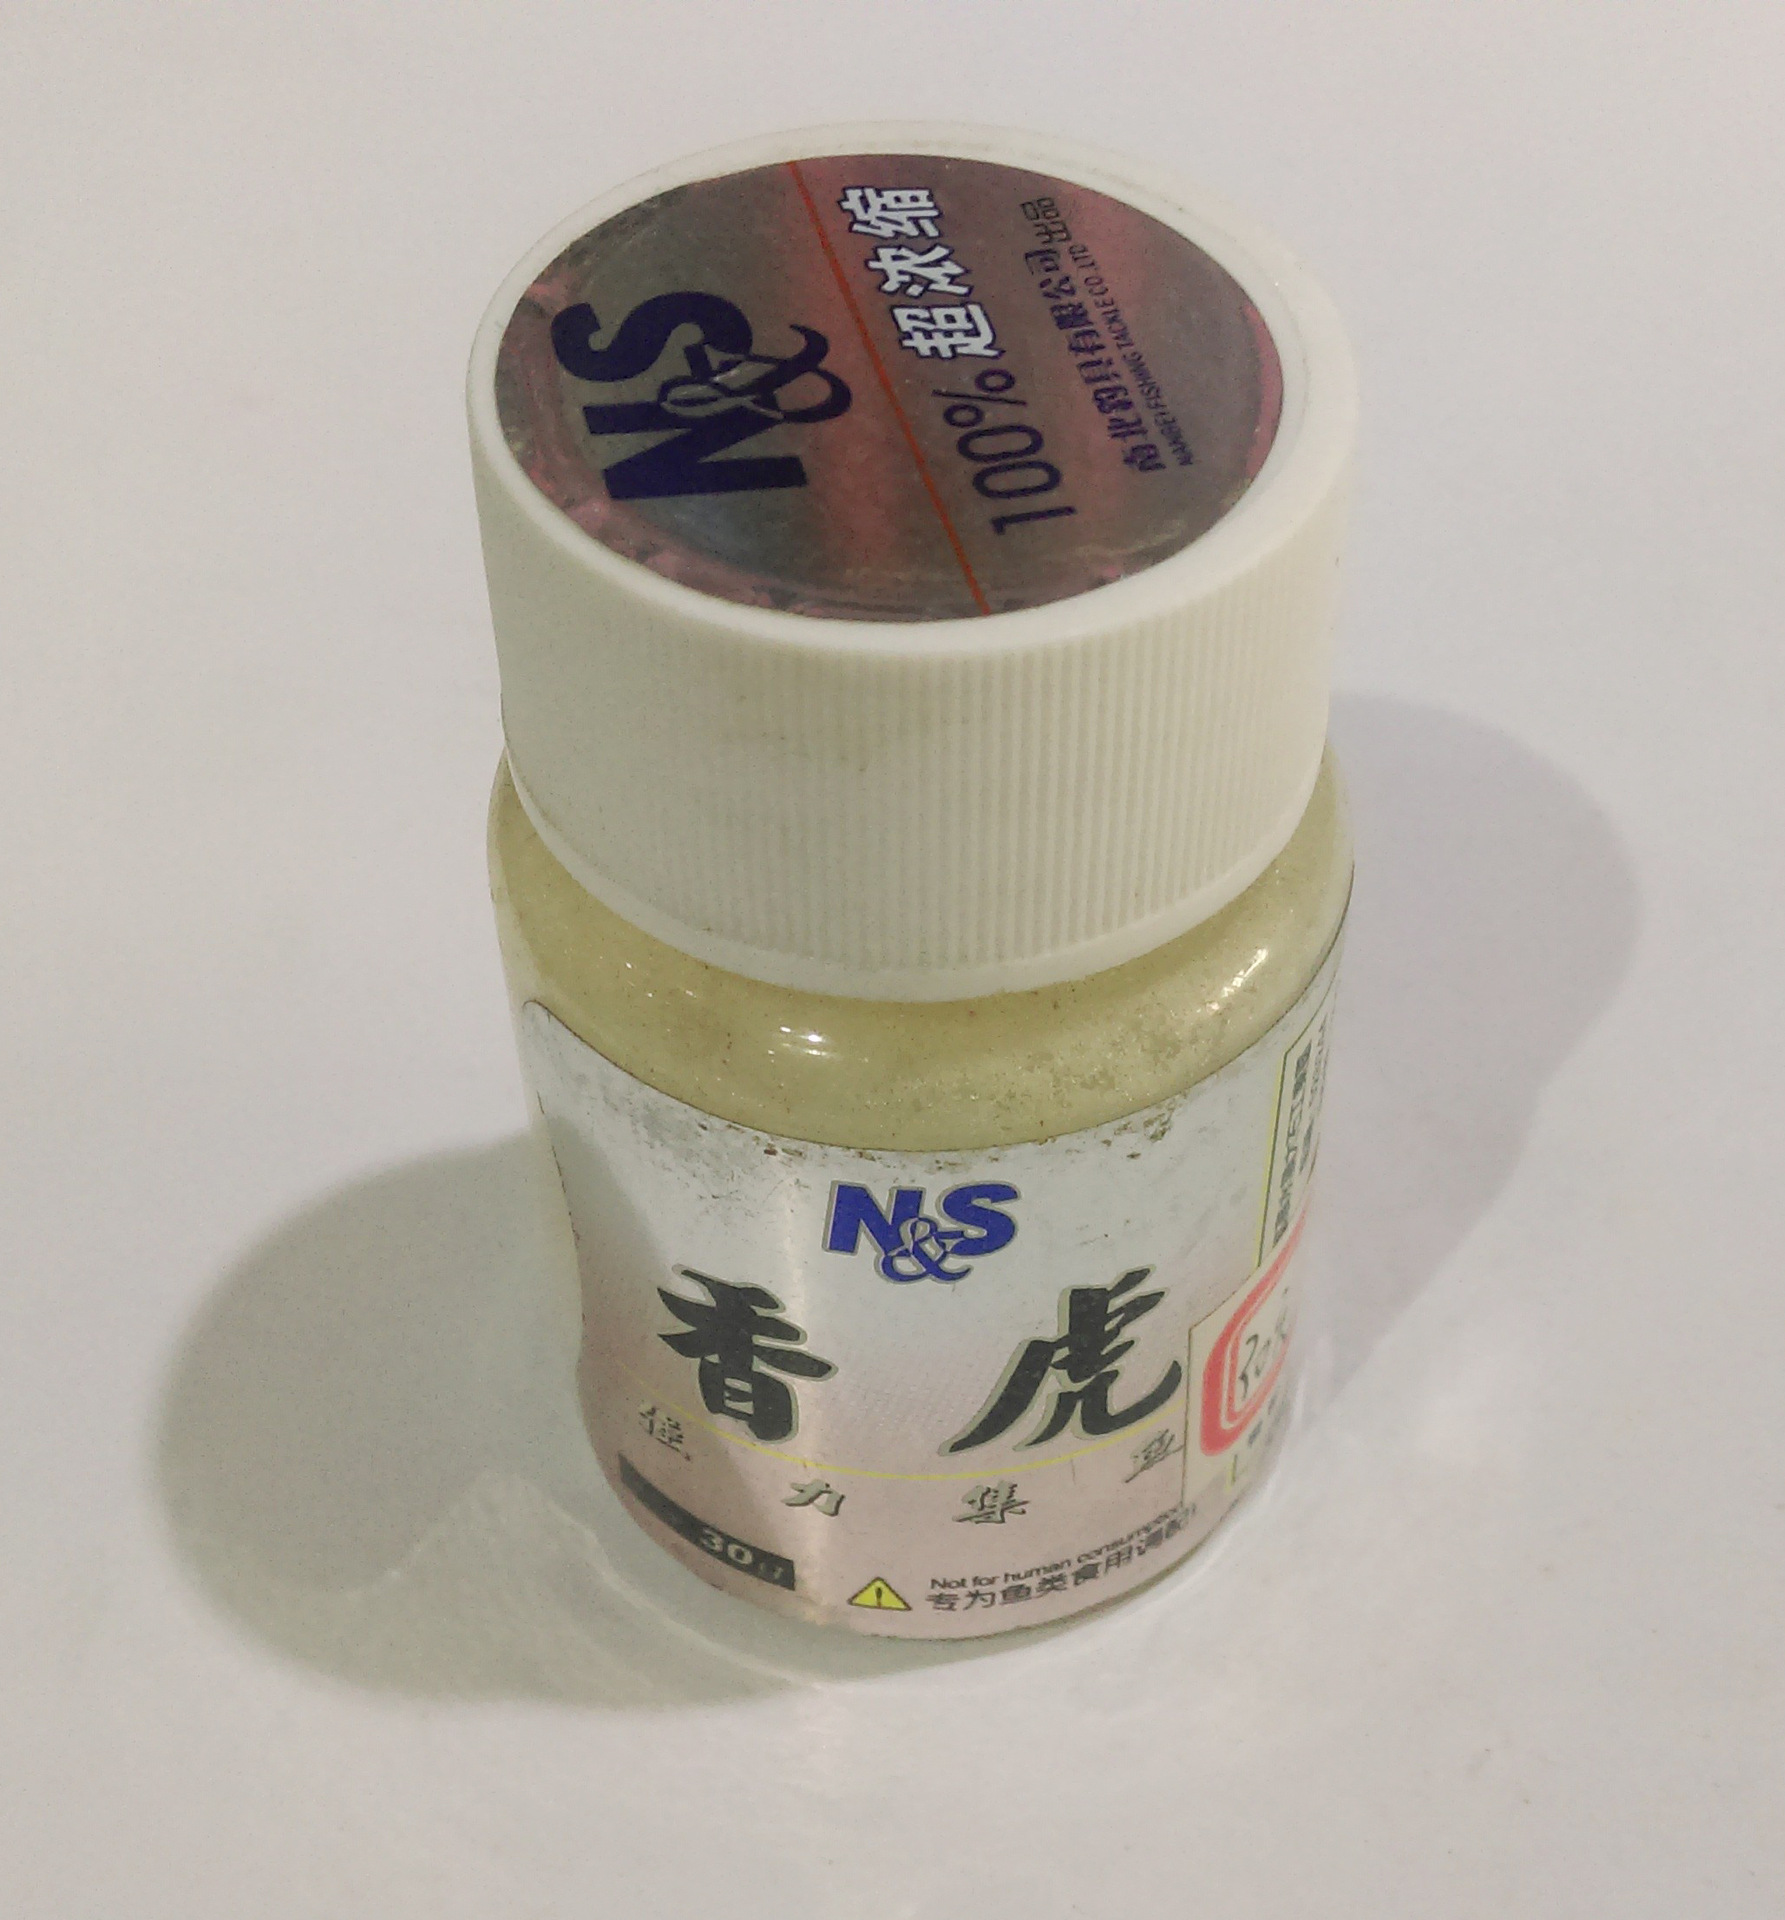 N&S
100% 超浓缩
南北钓具有限公司出品
NANBEI FISHING TACKLE CO.,LTD
N&S
香虎
强力集鱼
30g
Not for human consumption
专为鱼类食用调配